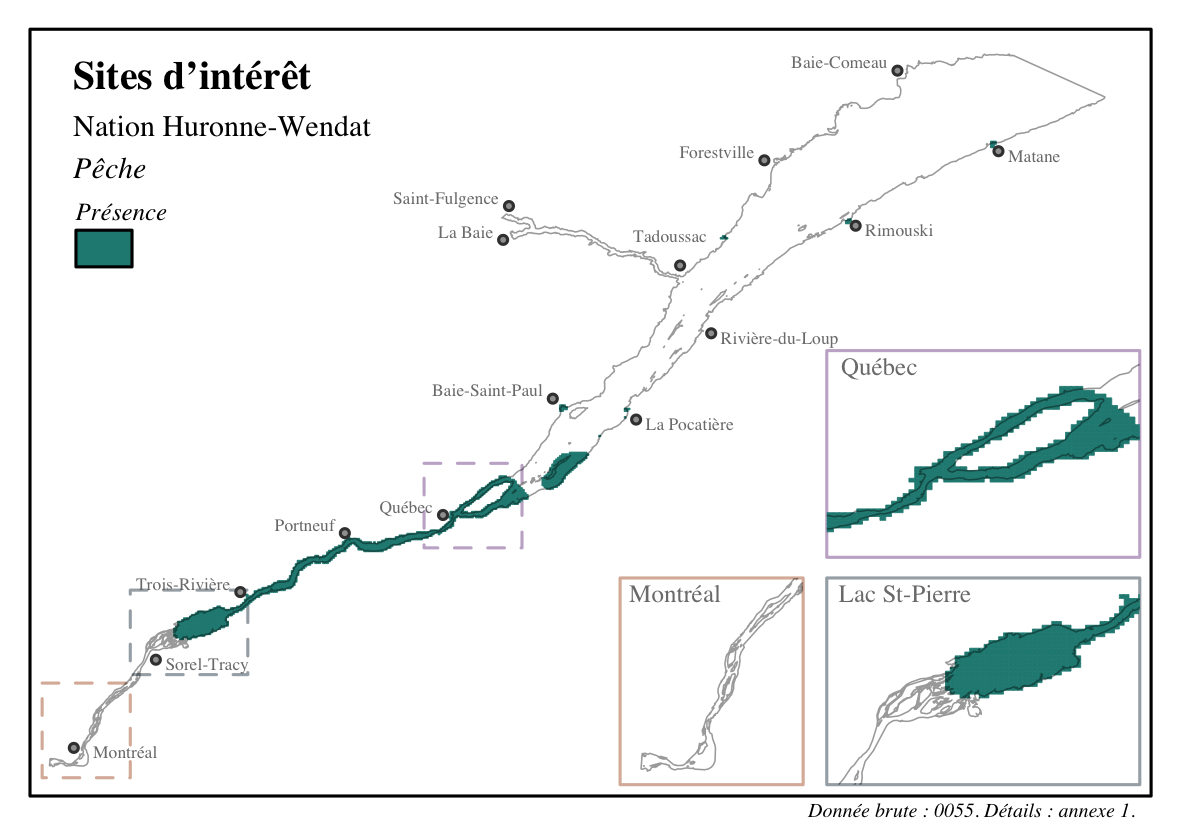 Sites d’intérêt
Nation Huronne-Wendat
Pêche
Présence
Baie-Comeau
Forestville
Matane
Saint-Fulgence
La Baie
Tadoussac
Rimouski
Rivière-du-Loup
Baie-Saint-Paul
La Pocatière
Québec
Portneuf
Trois-Rivière
Sorel-Tracy
Montréal
Québec
Montréal
Lac St-Pierre
Donnée brute : 0055. Détails : annexe 1.